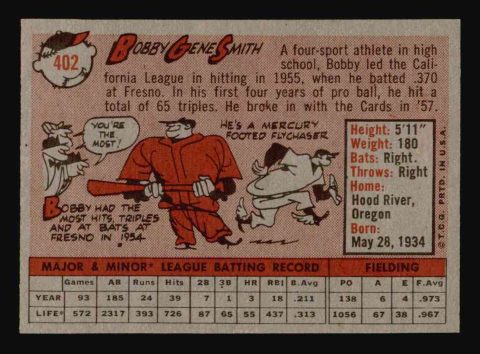 402
BOBBY GENE SMITH
A four-sport athlete in high
school, Bobby led the Cali-
fornia League in hitting in 1955, when he batted .370
at Fresno. In his first four years of pro ball, he hit a
total of 65 triples. He broke in with the Cards in '57.
YOU'RE
THE
MOST!
BOBBY HAD THE
MOST HITS, TRIPLES
AND AT BATS AT
FRESNO IN 1954.
HE'S A MERCURY
FOOTED FLYCHASER
Height: 5'11"
Weight: 180
Bats: Right.
Throws: Right
Home:
Hood River,
Oregon
Born:
May 28, 1934
© T.C.G. PRTD. IN U.S.A.
MAJOR & MINOR* LEAGUE BATTING RECORD FIELDING
Games AB Runs Hits 2B 3B H.R. RBI B.Avg. PO A E F.Avg
YEAR 93 185 24 39 7 1 3 18 .211 138 6 4 .973
LIFE* 572 2317 393 726 87 65 55 387 .313 1056 67 38 .967